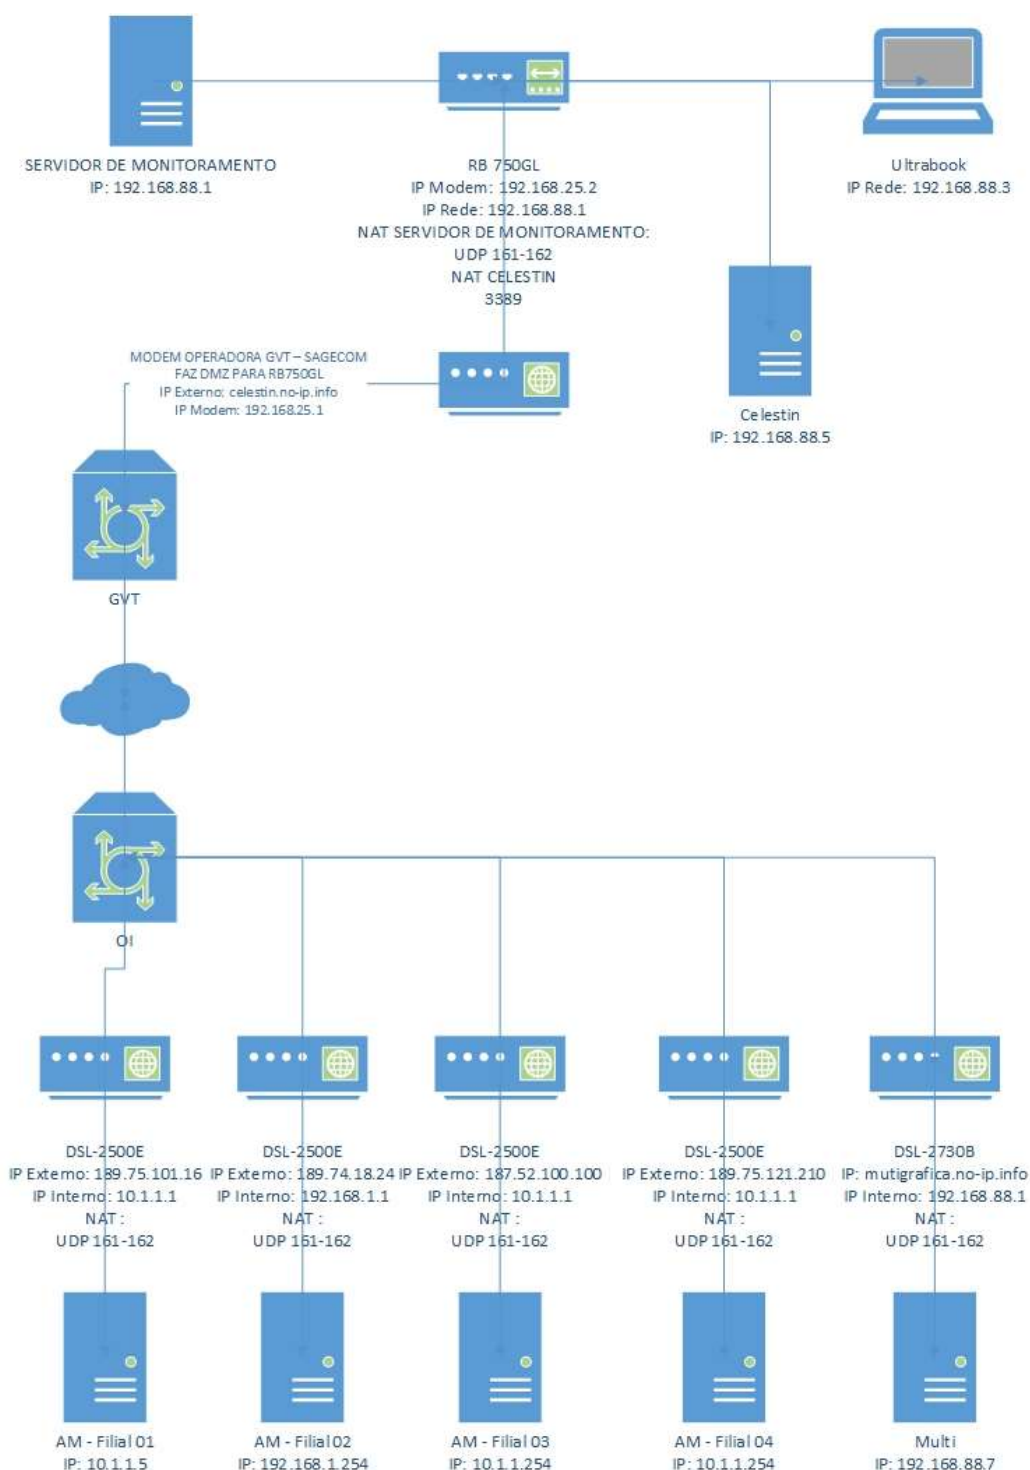 SERVIDOR DE MONITORAMENTO
IP: 192.168.88.1
RB 750GL
IP Modem: 192.168.25.2
IP Rede: 192.168.88.1
NAT SERVIDOR DE MONITORAMENTO:
UDP 161-162
NAT CELESTIN
3389
Ultrabook
IP Rede: 192.168.88.3
MODEM OPERADORA GVT – SAGECOM
FAZ DMZ PARA RB750GL
IP Externo: celestin.no-ip.info
IP Modem: 192.168.25.1
Celestin
IP: 192.168.88.5
GVT
OI
DSL-2500E
IP Externo: 189.75.101.16
IP Interno: 10.1.1.1
NAT :
UDP 161-162
DSL-2500E
IP Externo: 189.74.18.24
IP Interno: 192.168.1.1
NAT :
UDP 161-162
DSL-2500E
IP Externo: 187.52.100.100
IP Interno: 10.1.1.1
NAT :
UDP 161-162
DSL-2500E
IP Externo: 189.75.121.210
IP Interno: 10.1.1.1
NAT :
UDP 161-162
DSL-2730B
IP: mutigrafica.no-ip.info
IP Interno: 192.168.88.1
NAT :
UDP 161-162
AM - Filial 01
IP: 10.1.1.5
AM - Filial 02
IP: 192.168.1.254
AM - Filial 03
IP: 10.1.1.254
AM - Filial 04
IP: 10.1.1.254
Multi
IP: 192.168.88.7